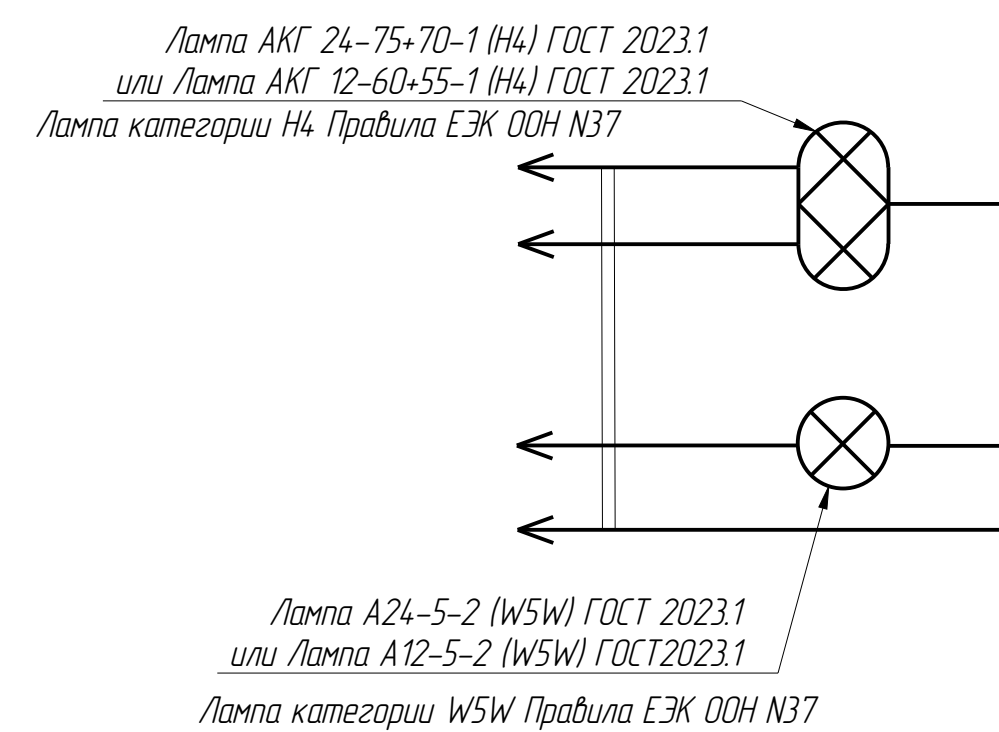 Лампа АКГ 24-75+70-1 (Н4) ГОСТ 2023.1
или Лампа АКГ 12-60+55-1 (Н4) ГОСТ 2023.1
Лампа категории Н4 Правила ЕЭК ООН N37
Лампа А24-5-2 (W5W) ГОСТ 2023.1
или Лампа А12-5-2 (W5W) ГОСТ2023.1
Лампа категории W5W Правила ЕЭК ООН N37